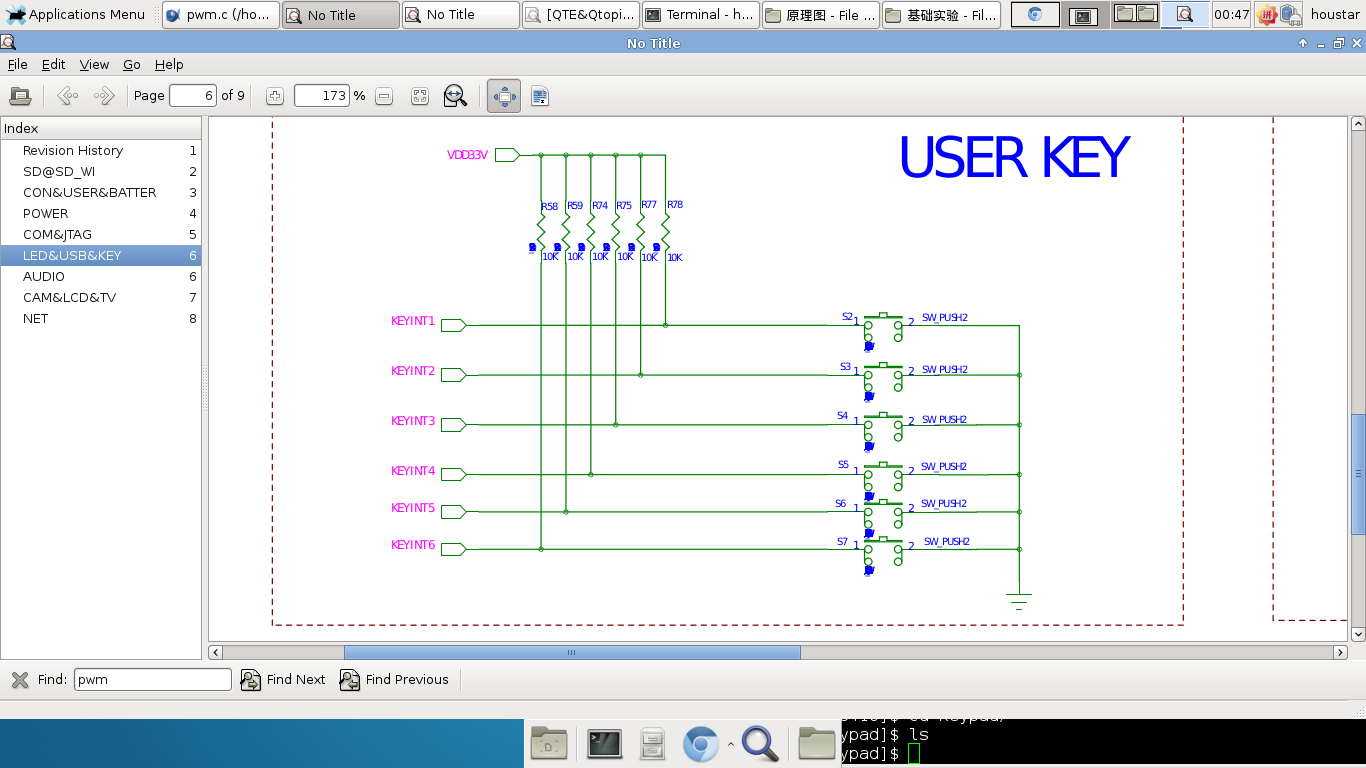 Applications Menu
pwm.c (/ho...
No Title
No Title
[QTE&Qtopi...
Terminal - h...
原理图 - File ...
基础实验 - Fil...
00:47
拼
houstar
No Title
File Edit View Go Help
Page 6 of 9
173 %
Index
Revision History 1
SD@SD_WI 2
CON&USER&BATTER 3
POWER 4
COM&JTAG 5
LED&USB&KEY 6
AUDIO 6
CAM&LCD&TV 7
NET 8
USER KEY
VDD33V
R58 R59 R74 R75 R77 R78
10K 10K 10K 10K 10K 10K
KEYINT1 S2 1 2 SW_PUSH2
KEYINT2 S3 1 2 SW_PUSH2
KEYINT3 S4 1 2 SW_PUSH2
KEYINT4 S5 1 2 SW_PUSH2
KEYINT5 S6 1 2 SW_PUSH2
KEYINT6 S7 1 2 SW_PUSH2
Find: pwm Find Next Find Previous
ypad]$ ls
ypad]$